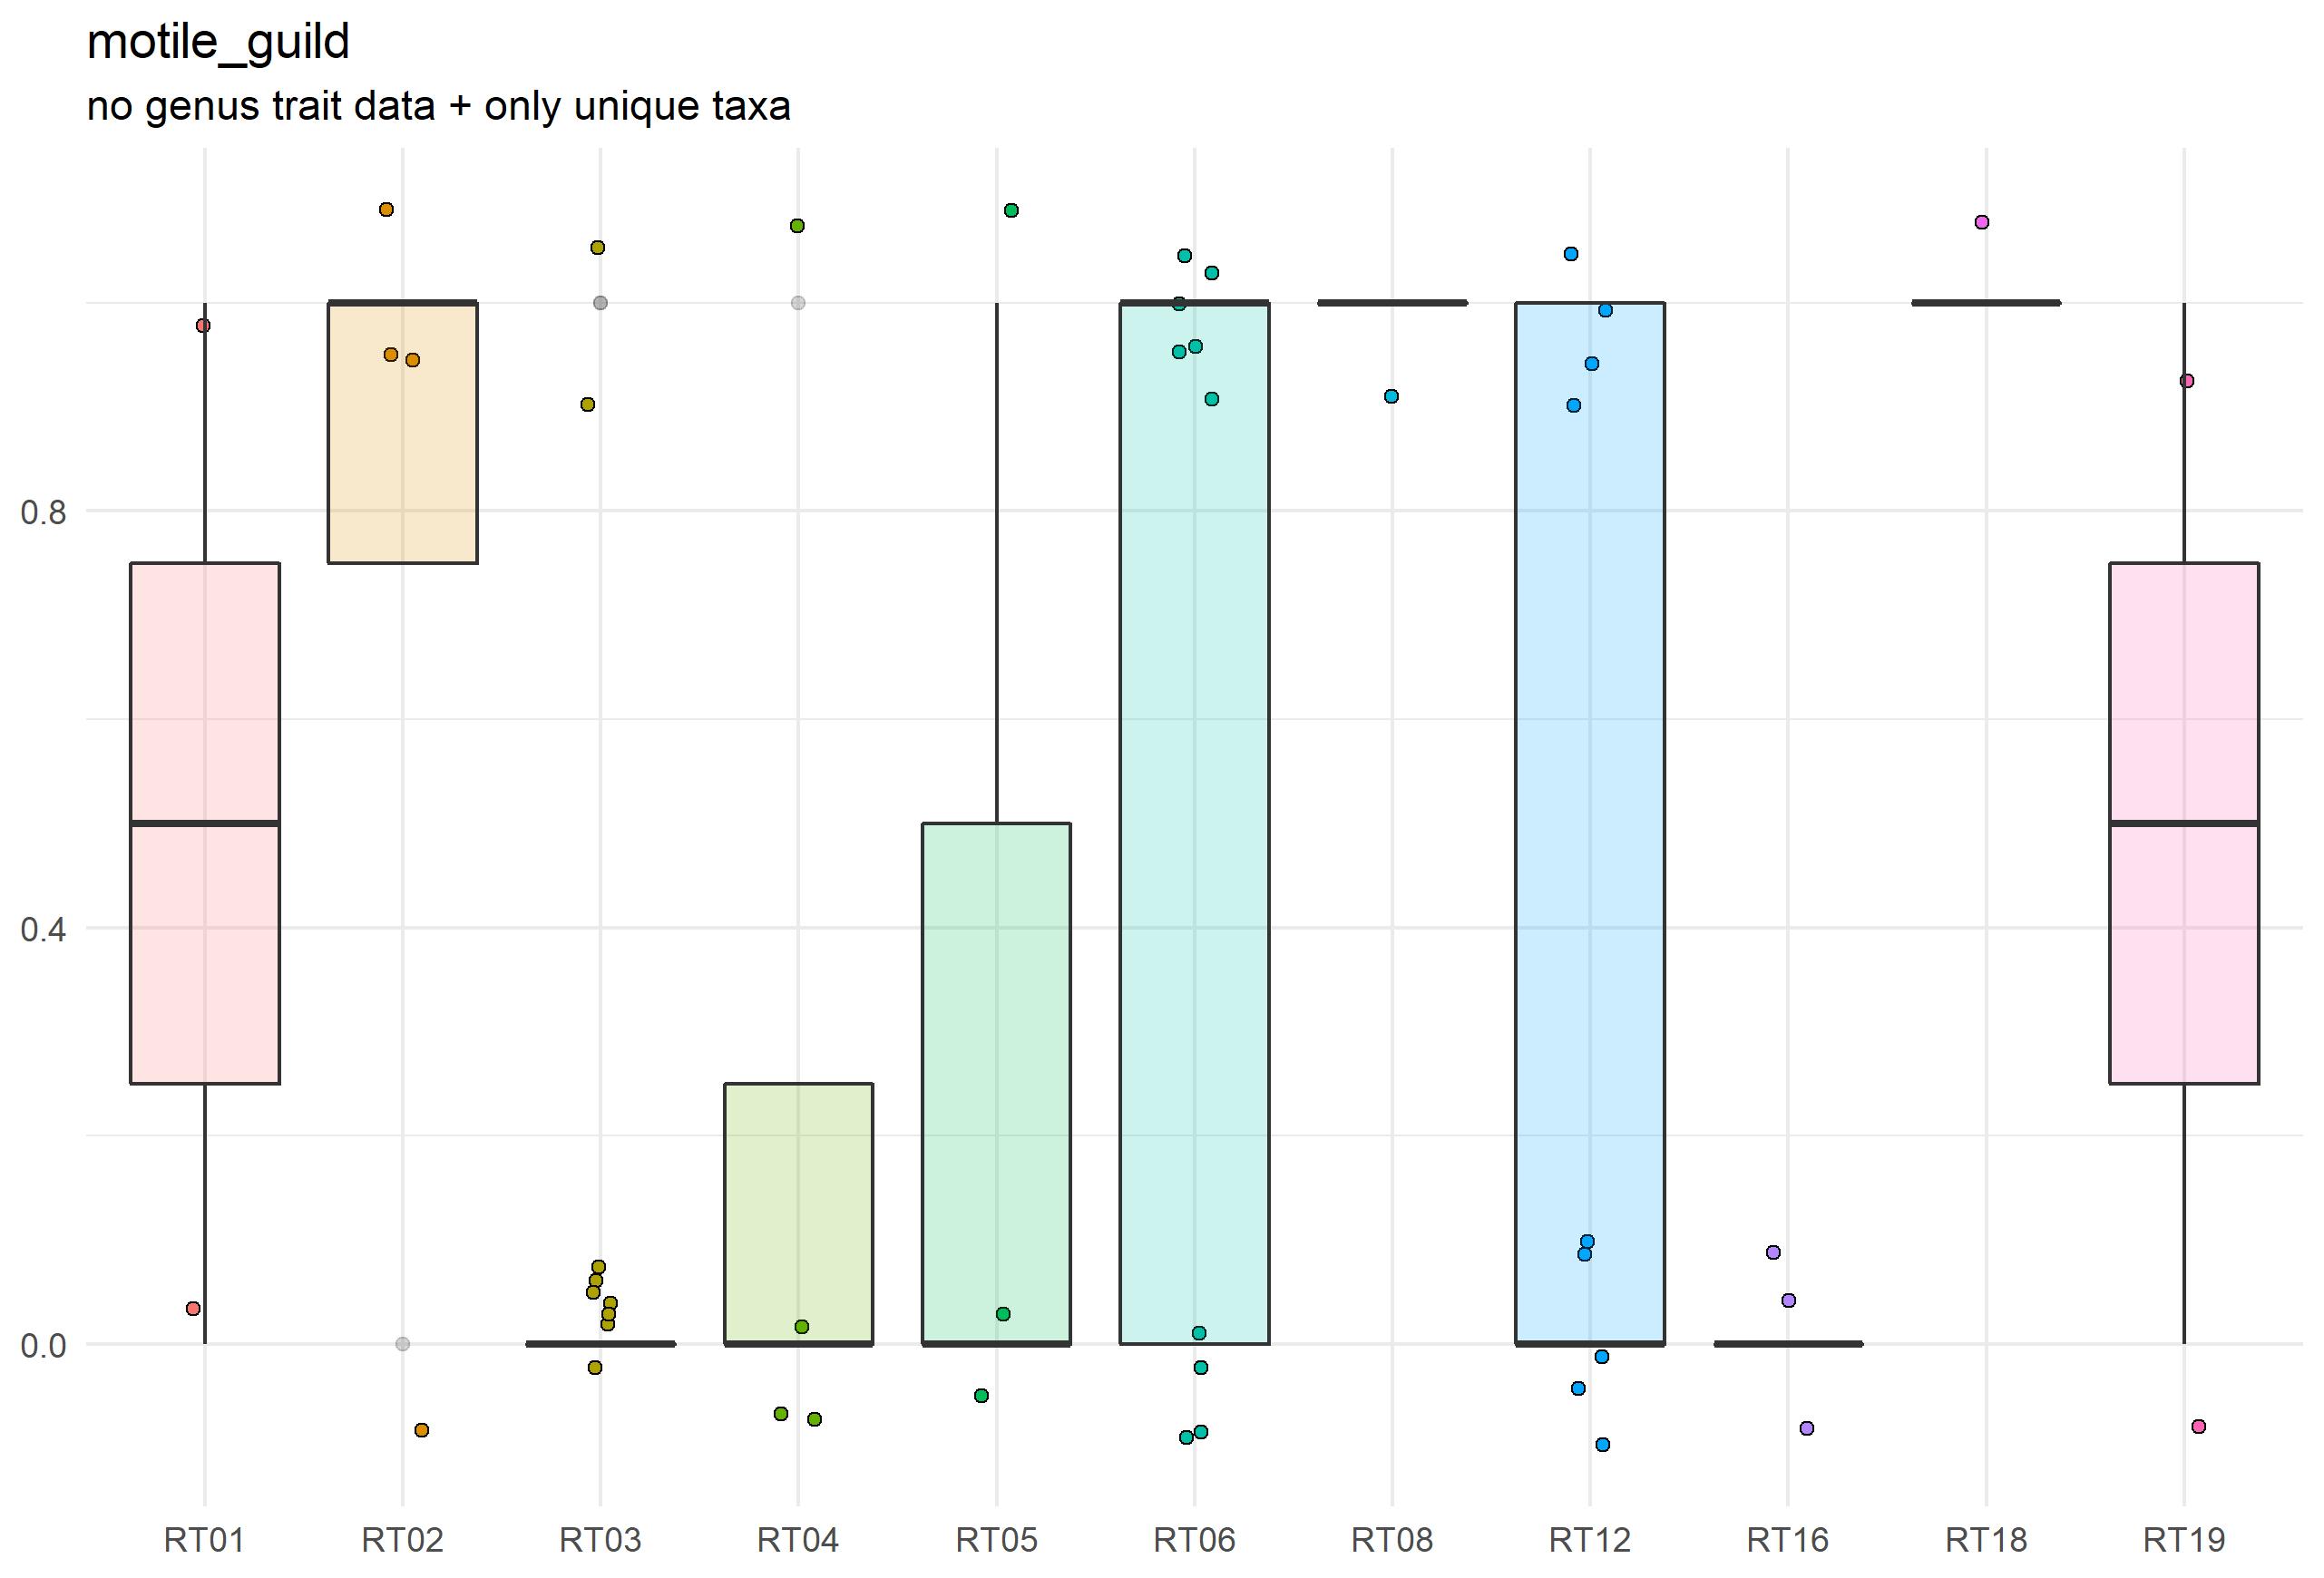 motile_guild
no genus trait data + only unique taxa
0.8
0.4
0.0
RT01 RT02 RT03 RT04 RT05 RT06 RT08 RT12 RT16 RT18 RT19